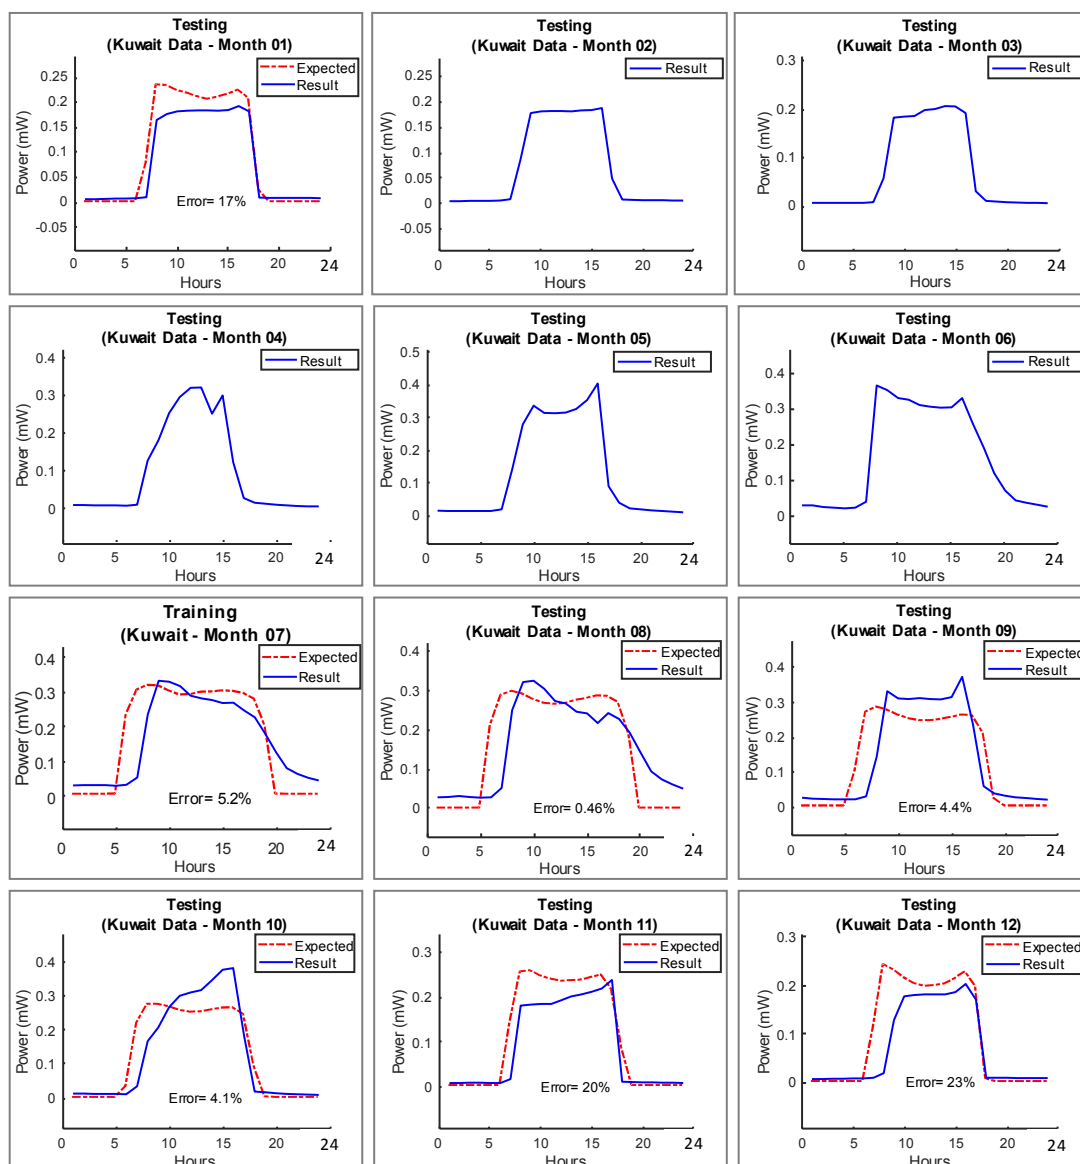 Testing
(Kuwait Data - Month 01)
Expected
Result
Power (mW)
0.25
0.2
0.15
0.1
0.05
0
-0.05
Error= 17%
0 5 10 15 24
Hours
Testing
(Kuwait Data - Month 02)
Result
Power (mW)
0.25
0.2
0.15
0.1
0.05
0
-0.05
0 5 10 15 24
Hours
Testing
(Kuwait Data - Month 03)
Result
Power (mW)
0.3
0.2
0.1
0
0 5 10 15 24
Hours
Testing
(Kuwait Data - Month 04)
Result
Power (mW)
0.4
0.3
0.2
0.1
0
0 5 10 15 24
Hours
Testing
(Kuwait Data - Month 05)
Result
Power (mW)
0.5
0.4
0.3
0.2
0.1
0
0 5 10 15 24
Hours
Testing
(Kuwait Data - Month 06)
Result
Power (mW)
0.4
0.3
0.2
0.1
0
0 5 10 15 24
Hours
Training
(Kuwait - Month 07)
Expected
Result
Power (mW)
0.4
0.3
0.2
0.1
0
Error= 5.2%
0 5 10 15 24
Hours
Testing
(Kuwait Data - Month 08)
Expected
Result
Power (mW)
0.4
0.3
0.2
0.1
0
Error= 0.46%
0 5 10 15 24
Hours
Testing
(Kuwait Data - Month 09)
Expected
Result
Power (mW)
0.4
0.3
0.2
0.1
0
Error= 4.4%
0 5 10 15 24
Hours
Testing
(Kuwait Data - Month 10)
Expected
Result
Power (mW)
0.4
0.3
0.2
0.1
0
Error= 4.1%
0 5 10 15 24
Hours
Testing
(Kuwait Data - Month 11)
Expected
Result
Power (mW)
0.3
0.2
0.1
0
Error= 20%
0 5 10 15 24
Hours
Testing
(Kuwait Data - Month 12)
Expected
Result
Power (mW)
0.3
0.2
0.1
0
Error= 23%
0 5 10 15 24
Hours